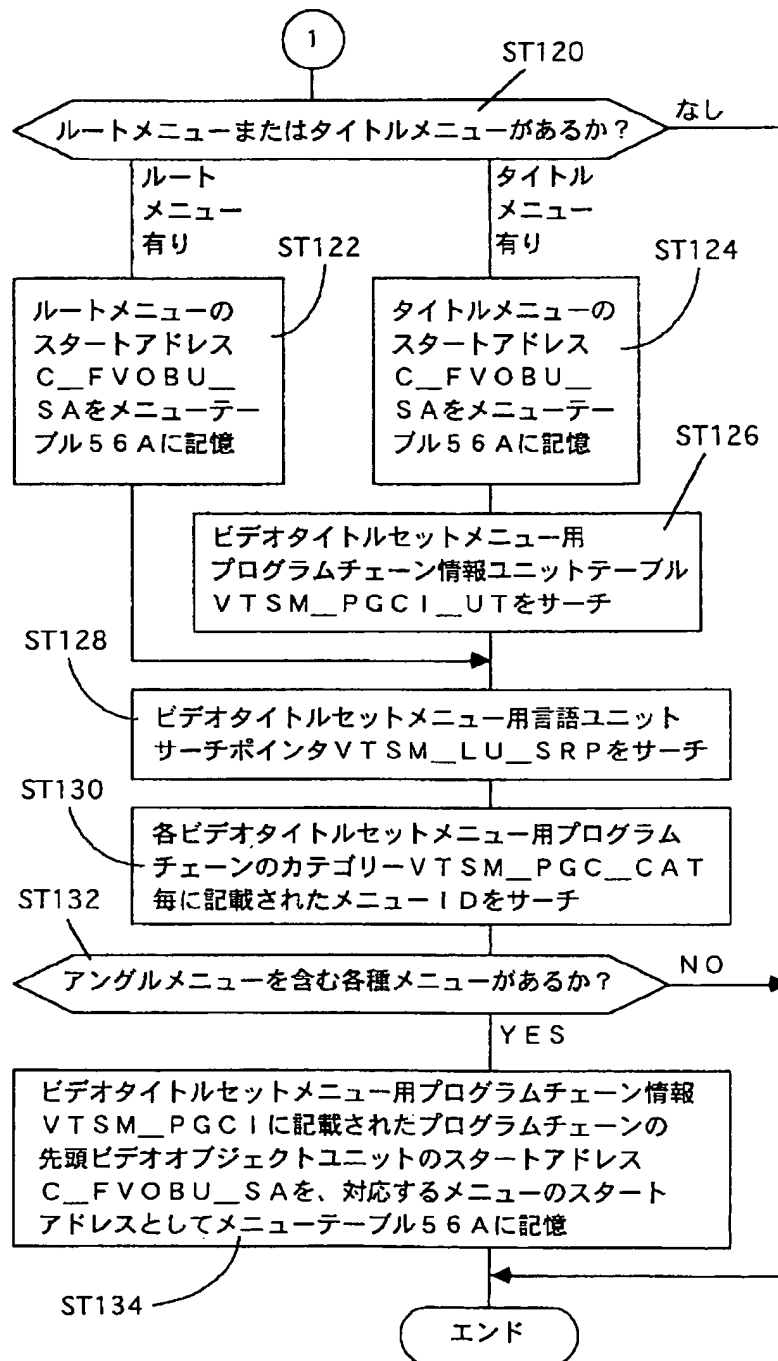 1
ST120
ルートメニューまたはタイトルメニューがあるか？
なし
ルート
メニュー
有り
タイトル
メニュー
有り
ST122
ST124
ルートメニューの
スタートアドレス
Ｃ＿ＦＶＯＢＵ＿
ＳＡをメニューテー
ブル５６Ａに記憶
タイトルメニューの
スタートアドレス
Ｃ＿ＦＶＯＢＵ＿
ＳＡをメニューテー
ブル５６Ａに記憶
ST126
ビデオタイトルセットメニュー用
プログラムチェーン情報ユニットテーブル
ＶＴＳＭ＿ＰＧＣＩ＿ＵＴをサーチ
ST128
ビデオタイトルセットメニュー用言語ユニット
サーチポインタＶＴＳＭ＿ＬＵ＿ＳＲＰをサーチ
ST130
各ビデオタイトルセットメニュー用プログラム
チェーンのカテゴリーＶＴＳＭ＿ＰＧＣ＿ＣＡＴ
毎に記載されたメニューＩＤをサーチ
ST132
アングルメニューを含む各種メニューがあるか？
ＮＯ
ＹＥＳ
ビデオタイトルセットメニュー用プログラムチェーン情報
ＶＴＳＭ＿ＰＧＣＩに記載されたプログラムチェーンの
先頭ビデオオブジェクトユニットのスタートアドレス
Ｃ＿ＦＶＯＢＵ＿ＳＡを、対応するメニューのスタート
アドレスとしてメニューテーブル５６Ａに記憶
ST134
エンド